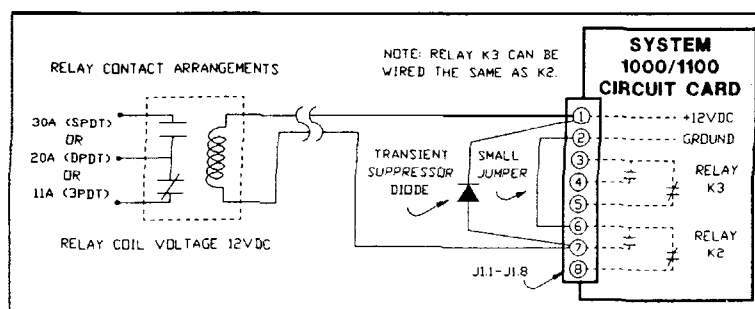 RELAY CONTACT ARRANGEMENTS
30A (SPDT)
OR
20A (DPDT)
OR
11A (3PDT)
RELAY COIL VOLTAGE 12VDC
NOTE: RELAY K3 CAN BE
WIRED THE SAME AS K2.
TRANSIENT
SUPPRESSOR
DIODE
SMALL
JUMPER
J1.1-J1.8
SYSTEM
1000/1100
CIRCUIT CARD
1
2
3
4
5
6
7
8
+12VDC
GROUND
RELAY
K3
RELAY
K2